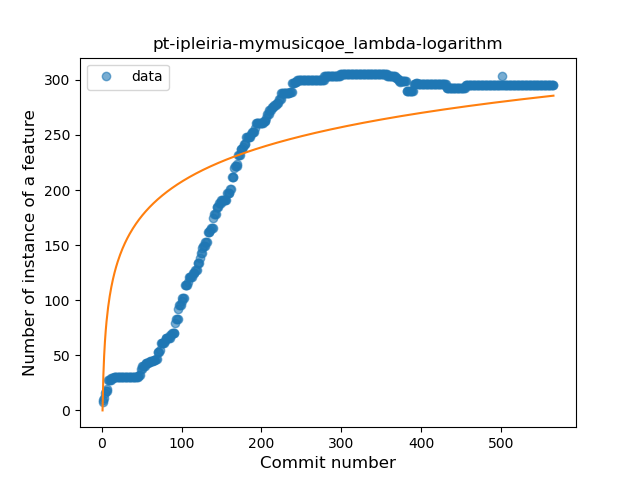 pt-ipleiria-mymusicqoe_lambda-logarithm
data
Number of instance of a feature
300
250
200
150
100
50
0
0 100 200 300 400 500
Commit number